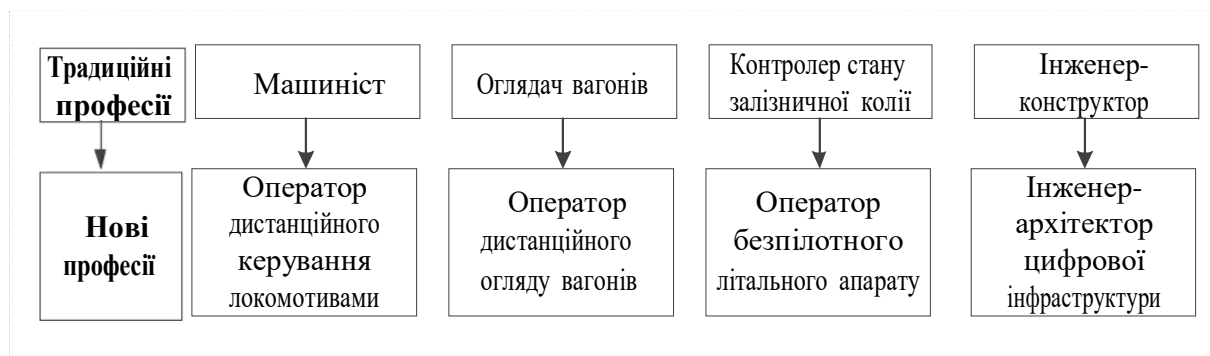 Традиційні
професії
Машиніст
Оглядач вагонів
Контролер стану
залізничної колії
Інженер-
конструктор
Нові
професії
Оператор
дистанційного
керування
локомотивами
Оператор
дистанційного
огляду вагонів
Оператор
безпілотного
літального апарату
Інженер-
архітектор
цифрової
інфраструктури